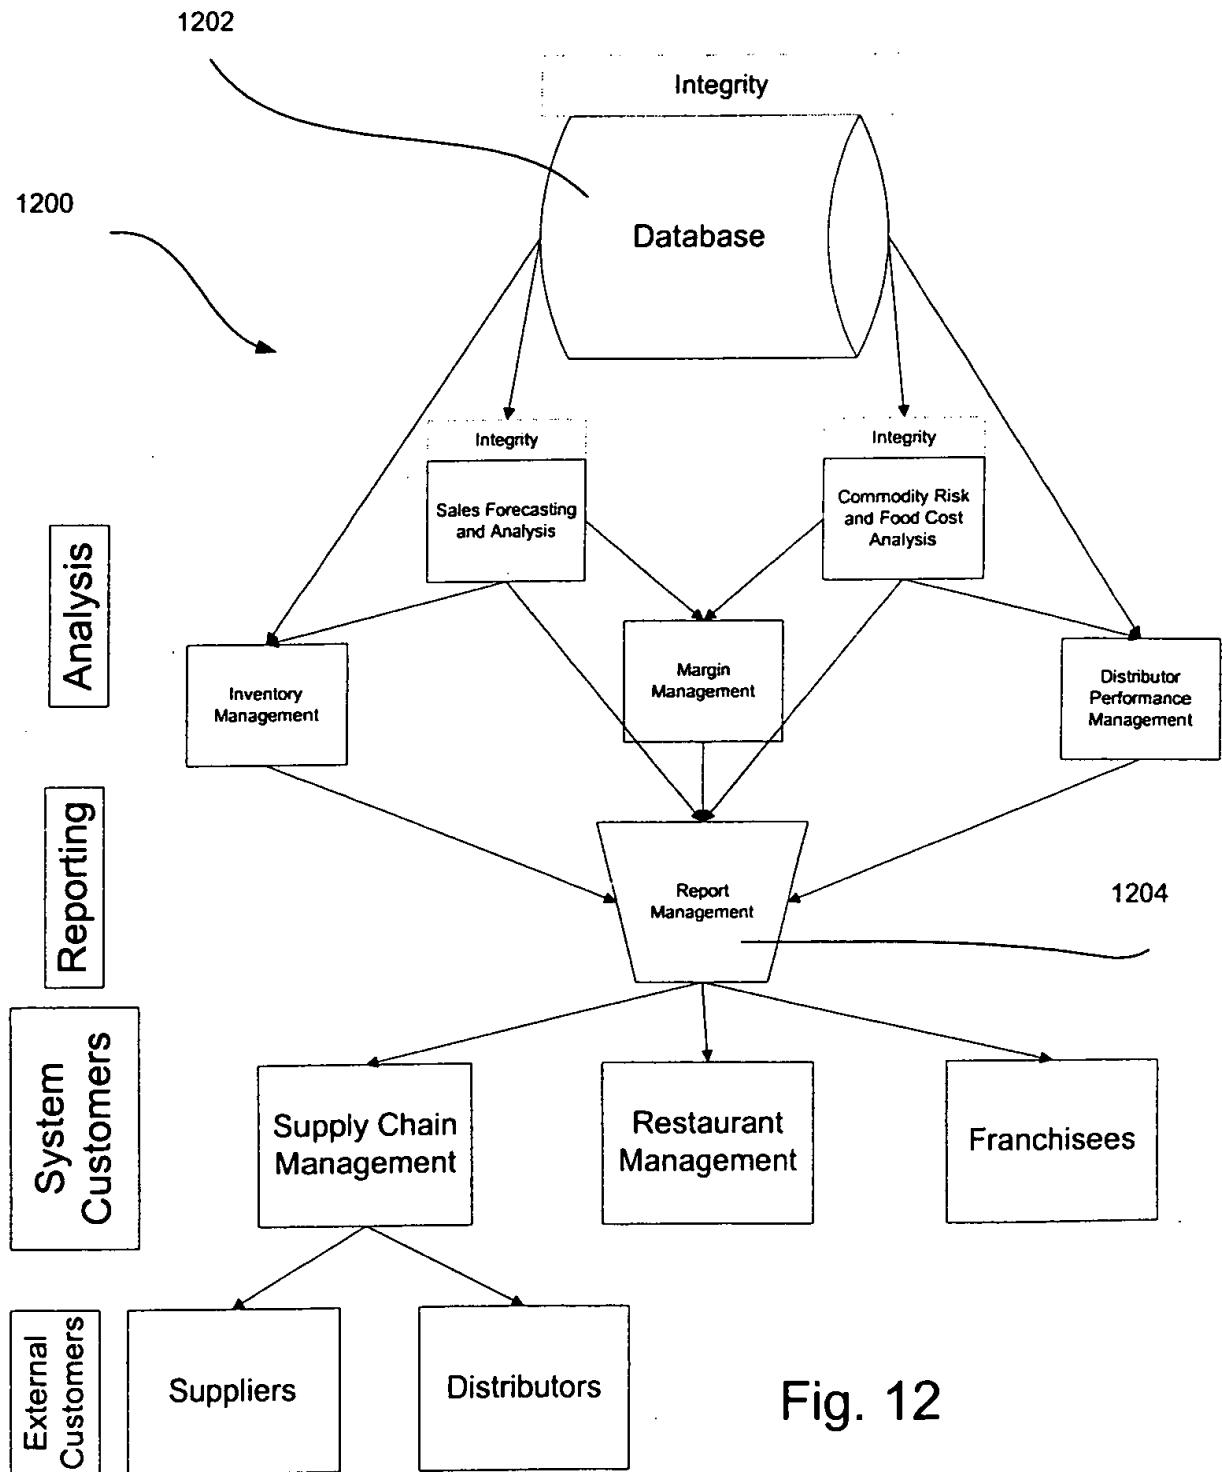 1202
Integrity
1200
Database
Integrity
Integrity
Sales Forecasting
and Analysis
Commodity Risk
and Food Cost
Analysis
Analysis
Inventory
Management
Margin
Management
Distributor
Performance
Management
Reporting
Report
Management
1204
System
Customers
Supply Chain
Management
Restaurant
Management
Franchisees
External
Customers
Suppliers
Distributors
Fig. 12